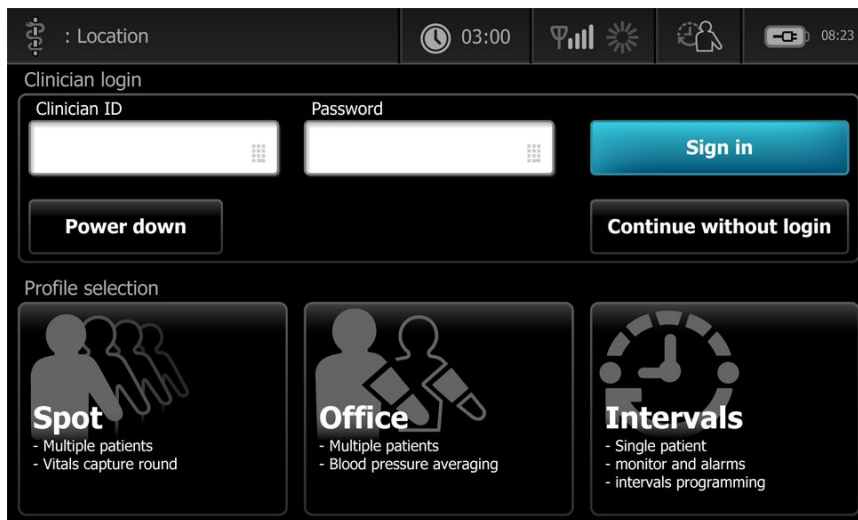 : Location
03:00
08:23
Clinician login
Clinician ID
Password
Sign in
Power down
Continue without login
Profile selection
Spot
- Multiple patients
- Vitals capture round
Office
- Multiple patients
- Blood pressure averaging
Intervals
- Single patient
- monitor and alarms
- intervals programming